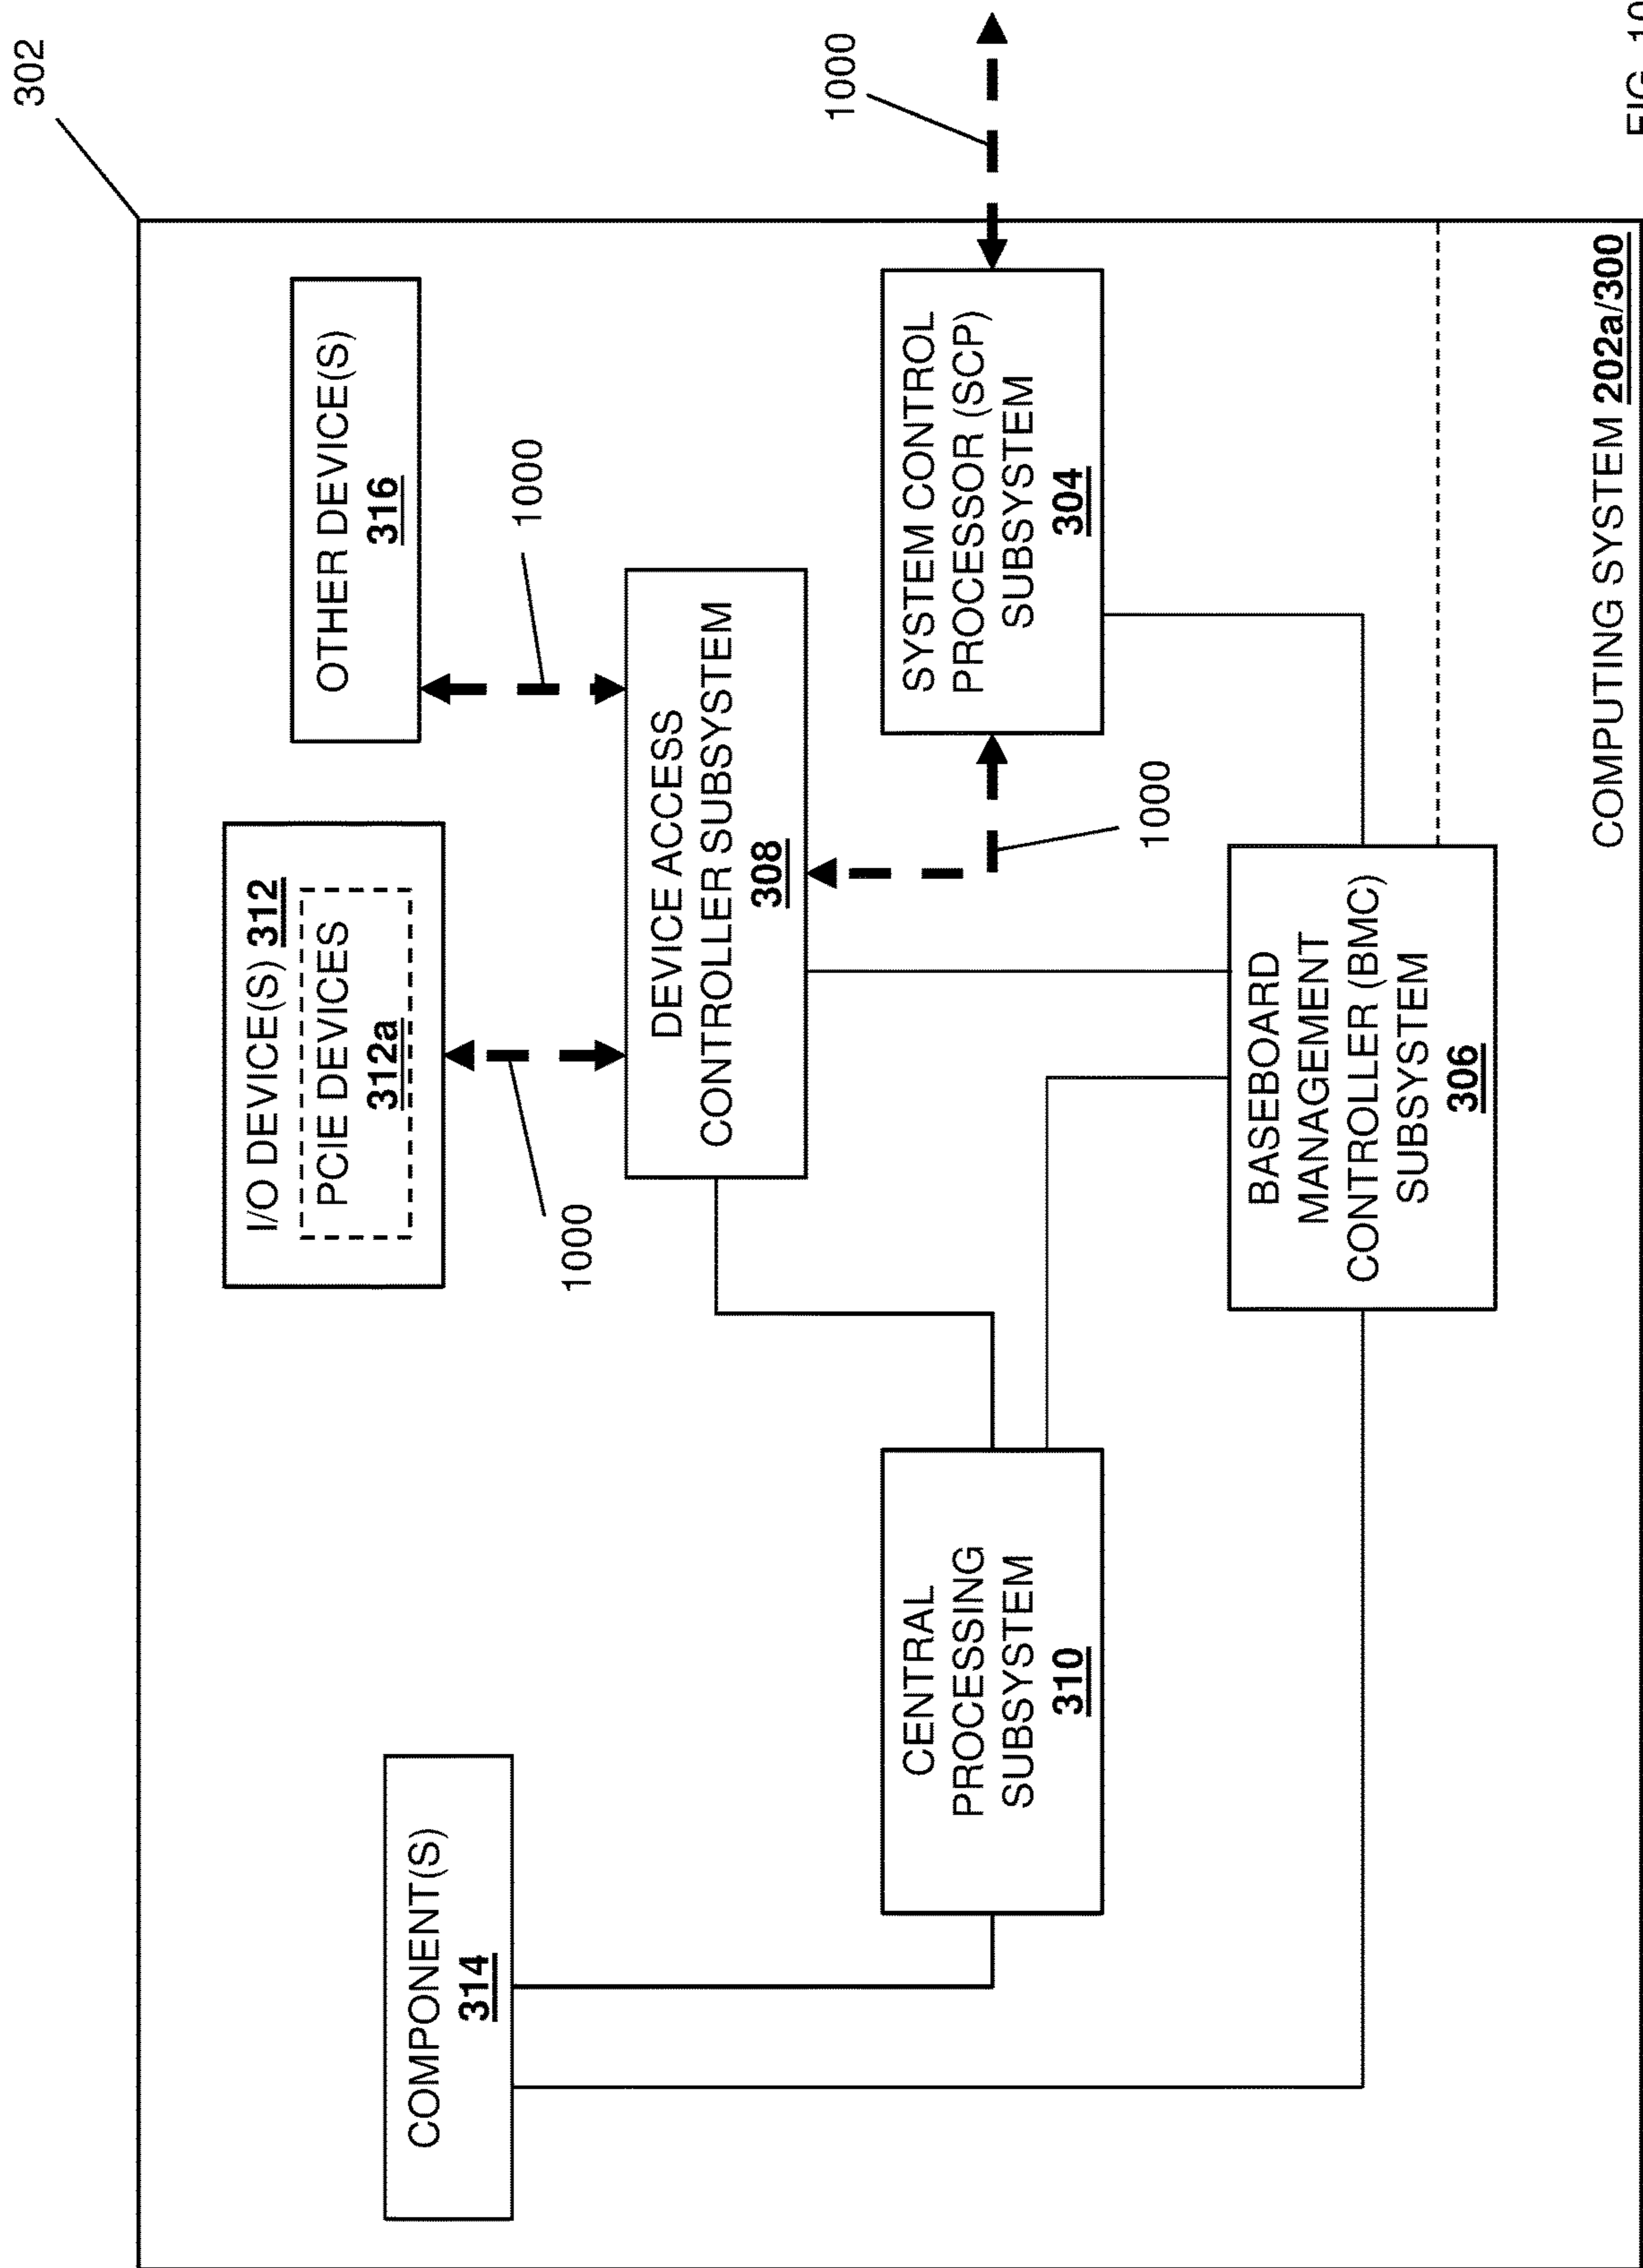 302
COMPONENT(S)
314
I/O DEVICE(S) 312
PCIE DEVICES
312a
OTHER DEVICE(S)
316
1000
1000
DEVICE ACCESS
CONTROLLER SUBSYSTEM
308
1000
CENTRAL
PROCESSING
SUBSYSTEM
310
SYSTEM CONTROL
PROCESSOR (SCP)
SUBSYSTEM
304
1000
BASEBOARD
MANAGEMENT
CONTROLLER (BMC)
SUBSYSTEM
306
COMPUTING SYSTEM 202a/300
FIG. 10